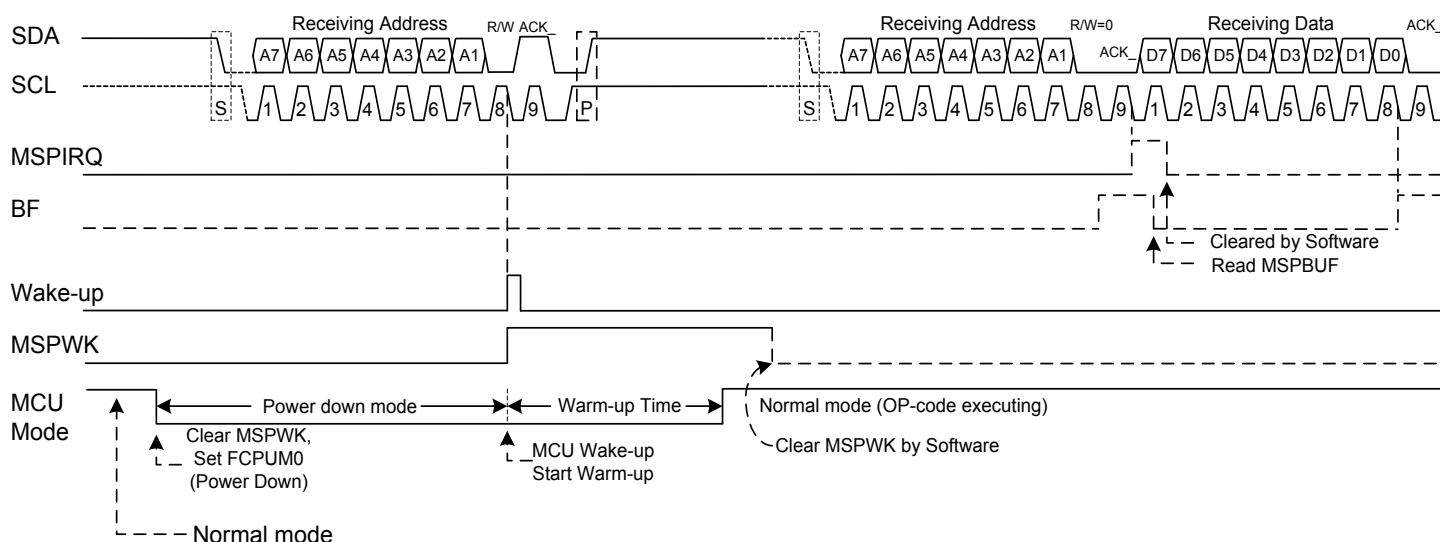 Receiving Address R/W ACK_ Receiving Address R/W=0 Receiving Data ACK_
SDA A7 A6 A5 A4 A3 A2 A1 A7 A6 A5 A4 A3 A2 A1 ACK_ D7 D6 D5 D4 D3 D2 D1 D0
SCL S 1 2 3 4 5 6 7 8 9 P S 1 2 3 4 5 6 7 8 9 1 2 3 4 5 6 7 8 9
MSPIRQ
BF
Cleared by Software
Read MSPBUF
Wake-up
MSPWK
MCU
Mode
Power down mode
Warm-up Time
Normal mode (OP-code executing)
Clear MSPWK,
Set FCPUM0
(Power Down)
MCU Wake-up
Start Warm-up
Clear MSPWK by Software
Normal mode